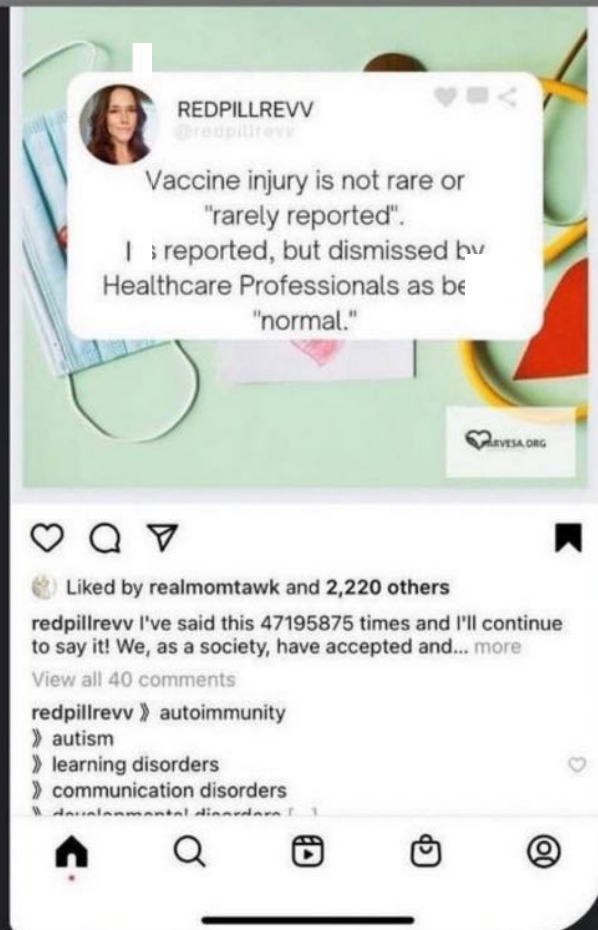 REDPILLREVV
@redpillrevv
Vaccine injury is not rare or
"rarely reported".
reported, but dismissed by
Healthcare Professionals as
"normal."
Liked by realmomtawk and 2,220 others
redpillrevv I've said this 47195875 times and I'll continue
to say it! We, as a society, have accepted and... more
View all 40 comments
redpillrevv 》 autoimmunity
》 autism
》 learning disorders
》 communication disorders